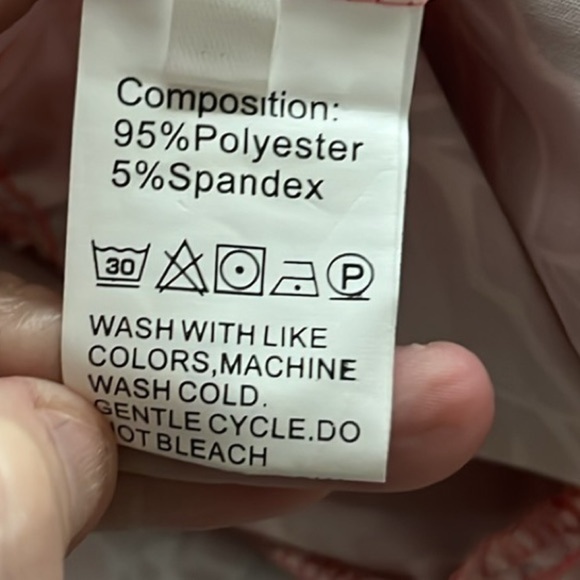 Composition:
95%Polyester
5%Spandex
30 P
WASH WITH LIKE
COLORS,MACHINE
WASH COLD.
GENTLE CYCLE.DO
NOT BLEACH